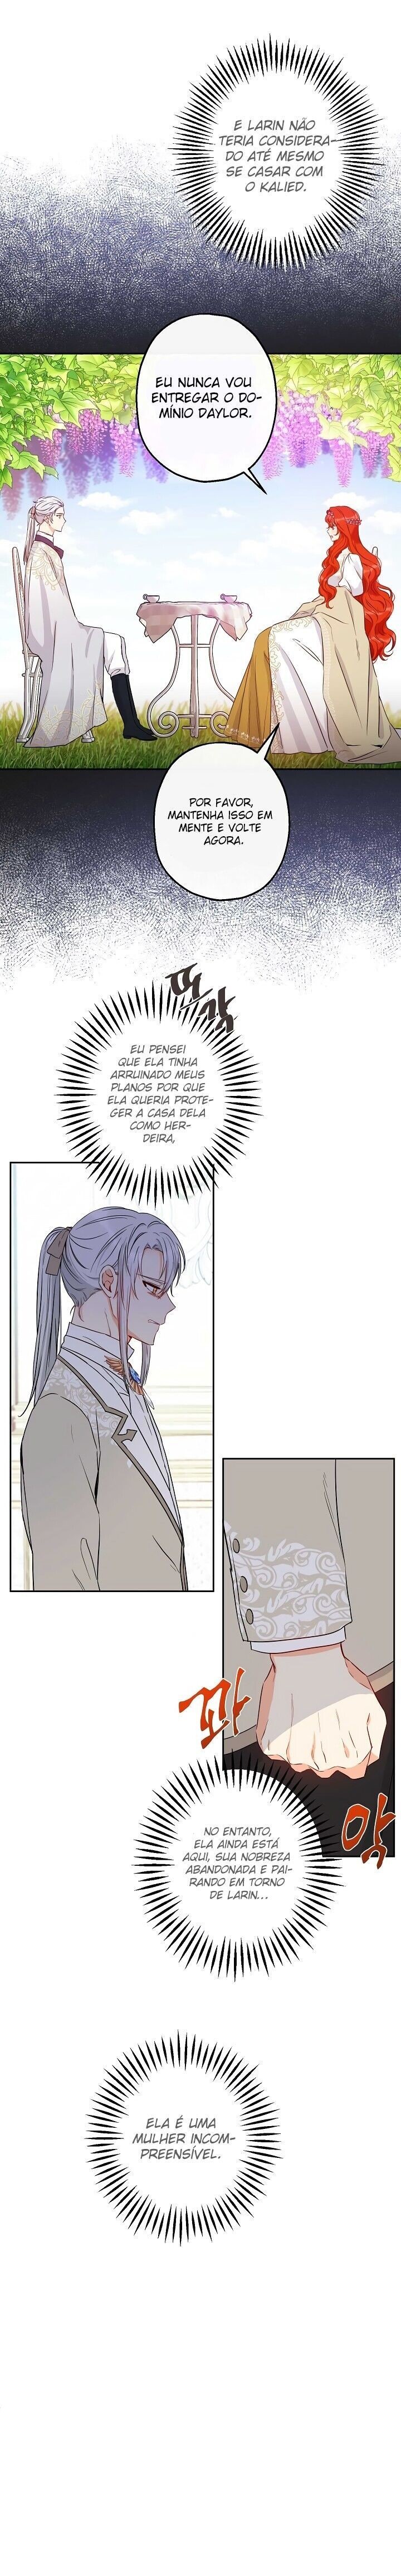 E LARIN NÃO
TERIA CONSIDERA-
DO ATÉ MESMO
SE CASAR COM
O KALIED.
EU NUNCA VOU
ENTREGAR O DO-
MÍNIO DAYLOR.
POR FAVOR,
MANTENHA ISSO EM
MENTE E VOLTE
AGORA.
빠각
EU PENSEI
QUE ELA TINHA
ARRUINADO MEUS
PLANOS POR QUE
ELA QUERIA PROTE-
GER A CASA DELA
COMO HER-
DEIRA,
콰
악
NO ENTANTO,
ELA AINDA ESTÁ
AQUI, SUA NOBREZA
ABANDONADA E PAI-
RANDO EM TORNO
DE LARIN...
ELA É UMA
MULHER INCOM-
PREENSÍVEL.